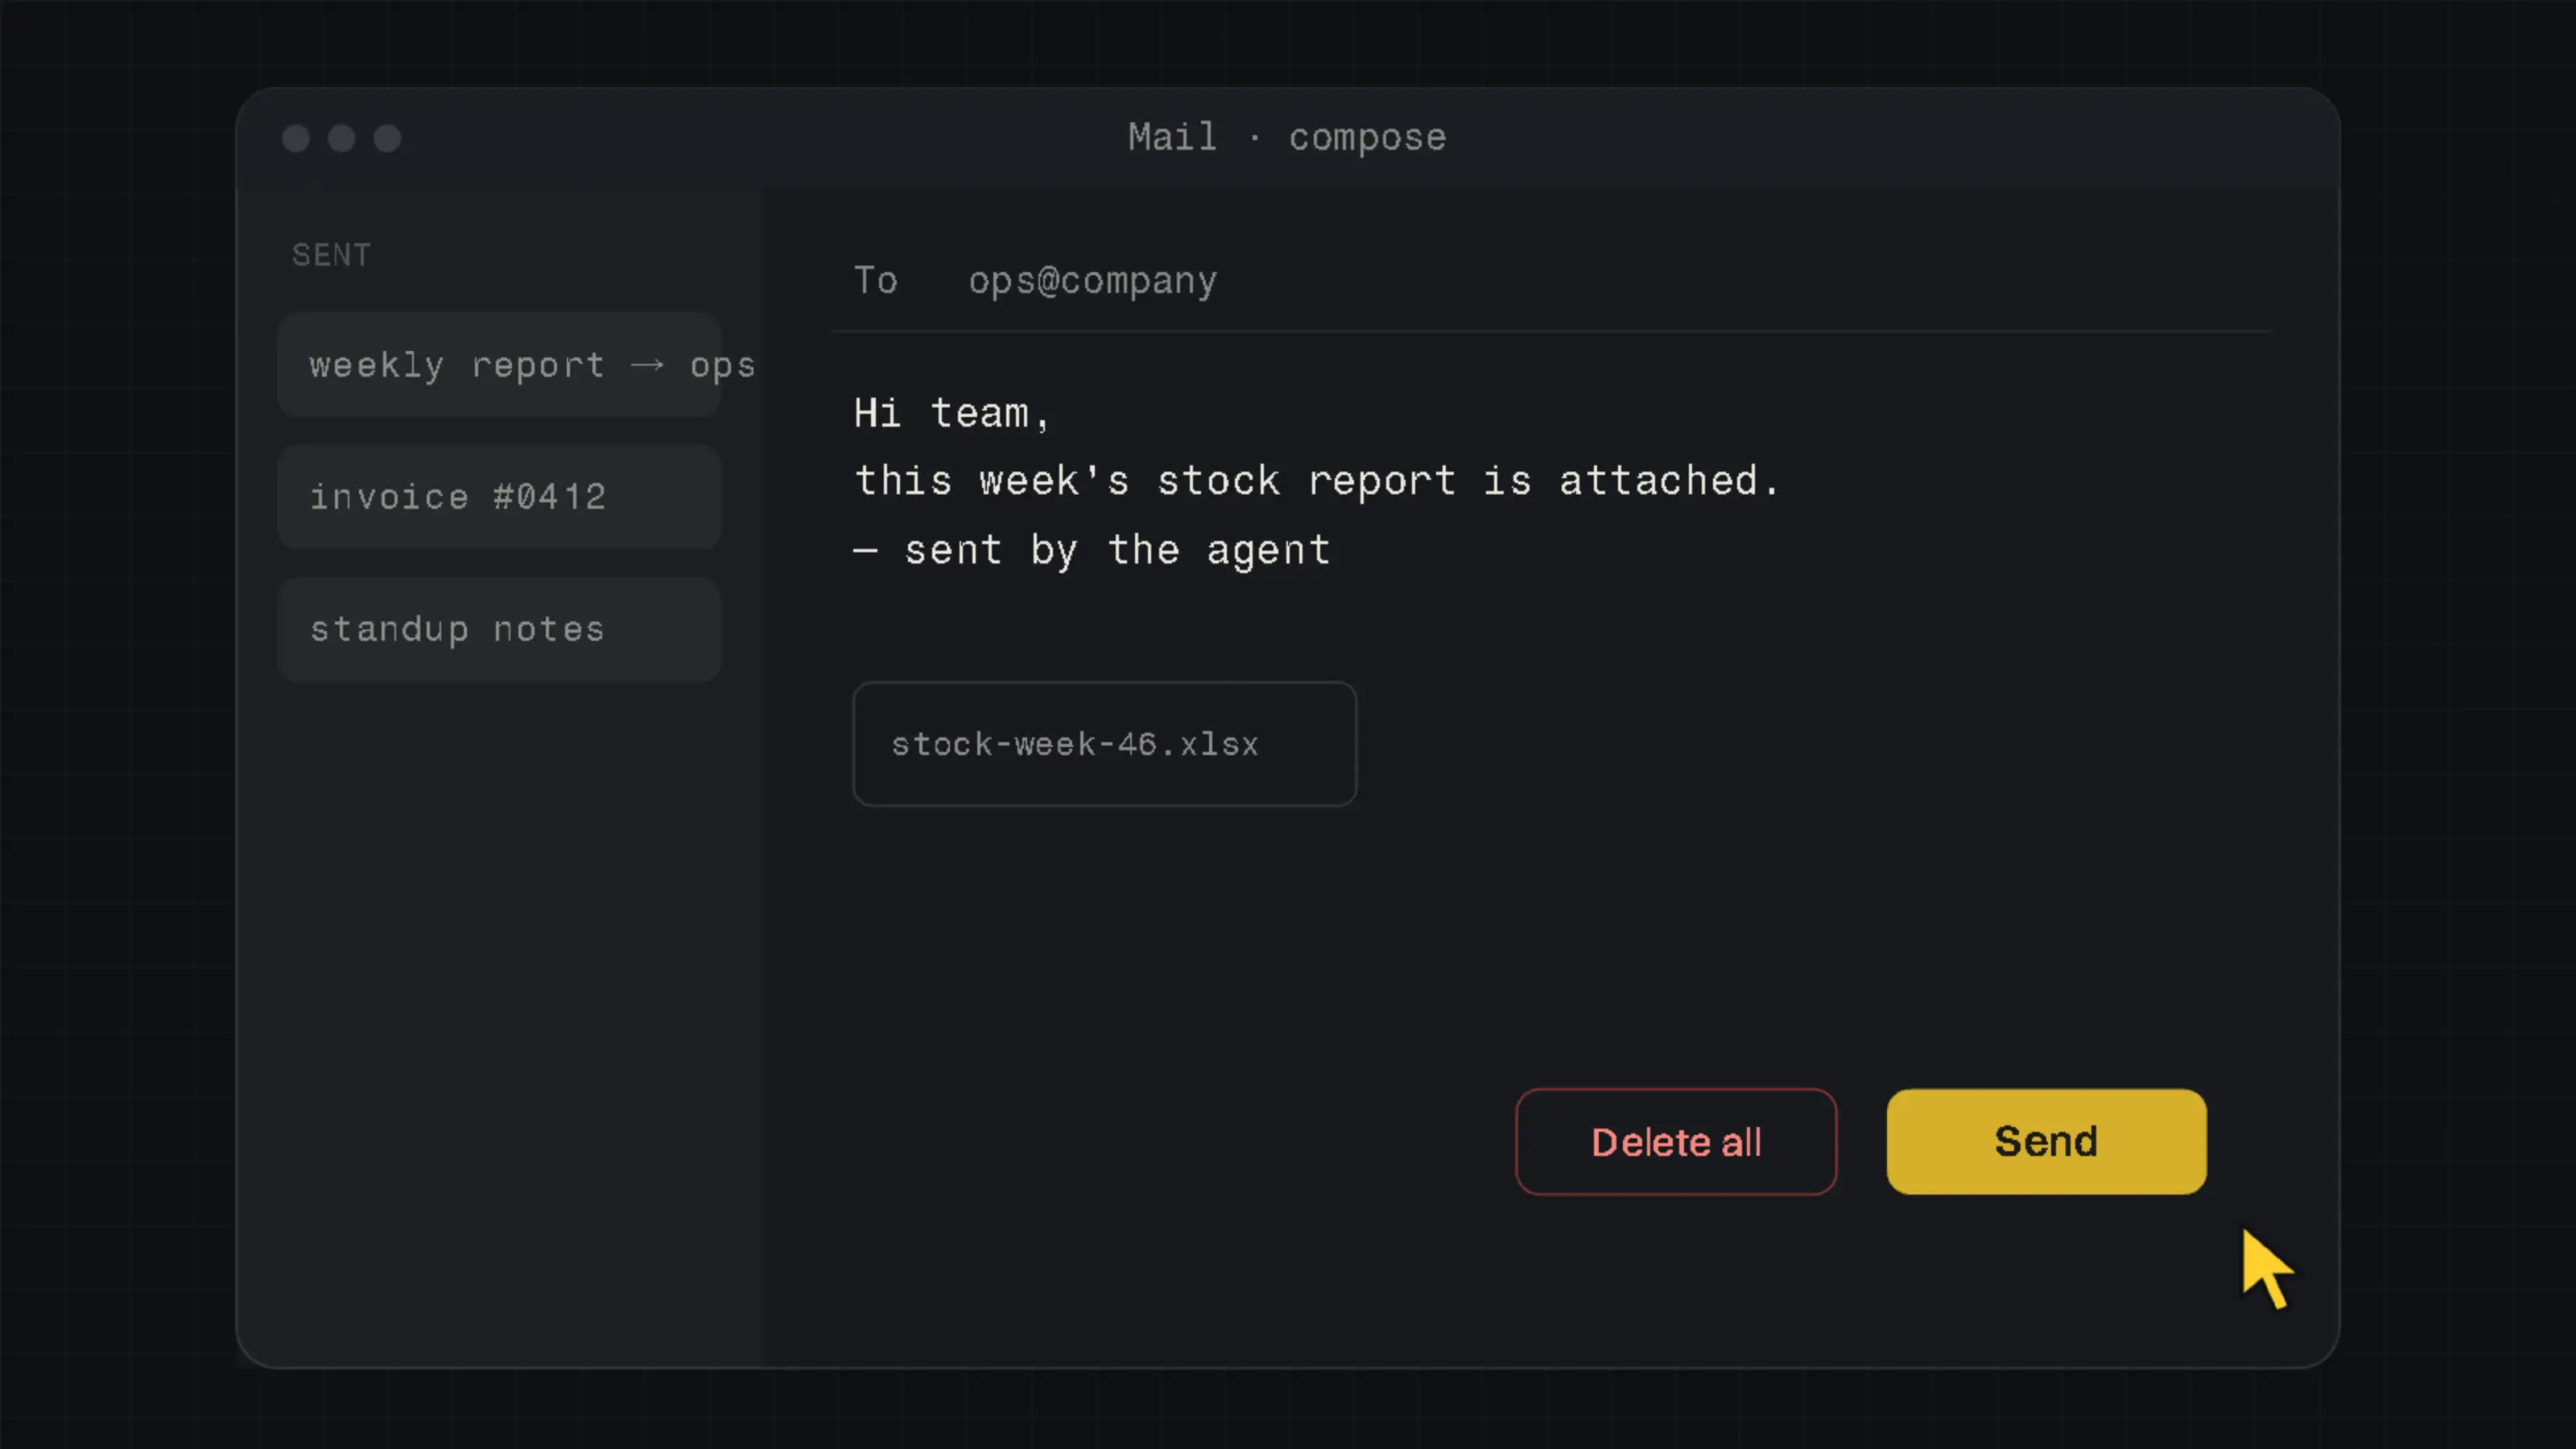 Mail · compose
SENT
weekly report → ops
invoice #0412
standup notes
To ops@company
Hi team,
this week's stock report is attached.
— sent by the agent
stock-week-46.xlsx
Delete all
Send